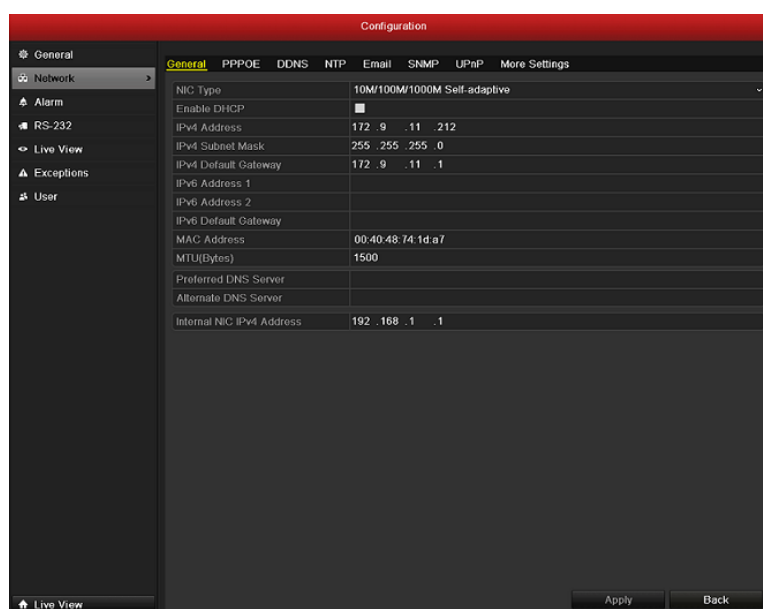 Configuration
General
Network
Alarm
RS-232
Live View
Exceptions
User
General PPPOE DDNS NTP Email SNMP UPnP More Settings
NIC Type 10M/100M/1000M Self-adaptive
Enable DHCP
IPv4 Address 172 .9 .11 .212
IPv4 Subnet Mask 255 .255 .255 .0
IPv4 Default Gateway 172 .9 .11 .1
IPv6 Address 1
IPv6 Address 2
IPv6 Default Gateway
MAC Address 00:40:48:74:1d:a7
MTU(Bytes) 1500
Preferred DNS Server
Alternate DNS Server
Internal NIC IPv4 Address 192 .168 .1 .1
Live View
Apply Back